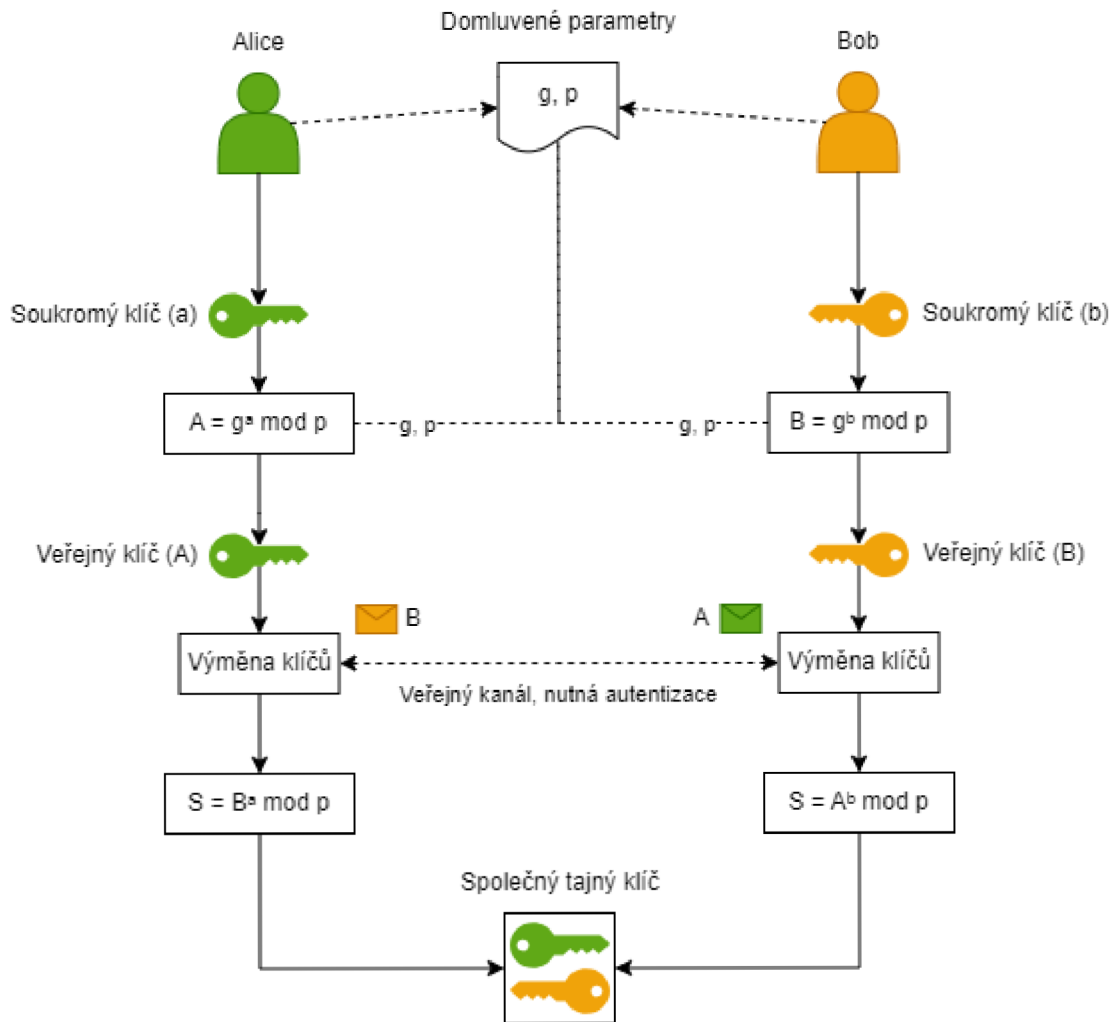 Domluvené parametry
Alice
Bob
g, p
Soukromý klíč (a)
Soukromý klíč (b)
A = gᵃ mod p
g, p
g, p
B = gᵇ mod p
Veřejný klíč (A)
Veřejný klíč (B)
B
A
Výměna klíčů
Výměna klíčů
Veřejný kanál, nutná autentizace
S = Bᵃ mod p
S = Aᵇ mod p
Společný tajný klíč